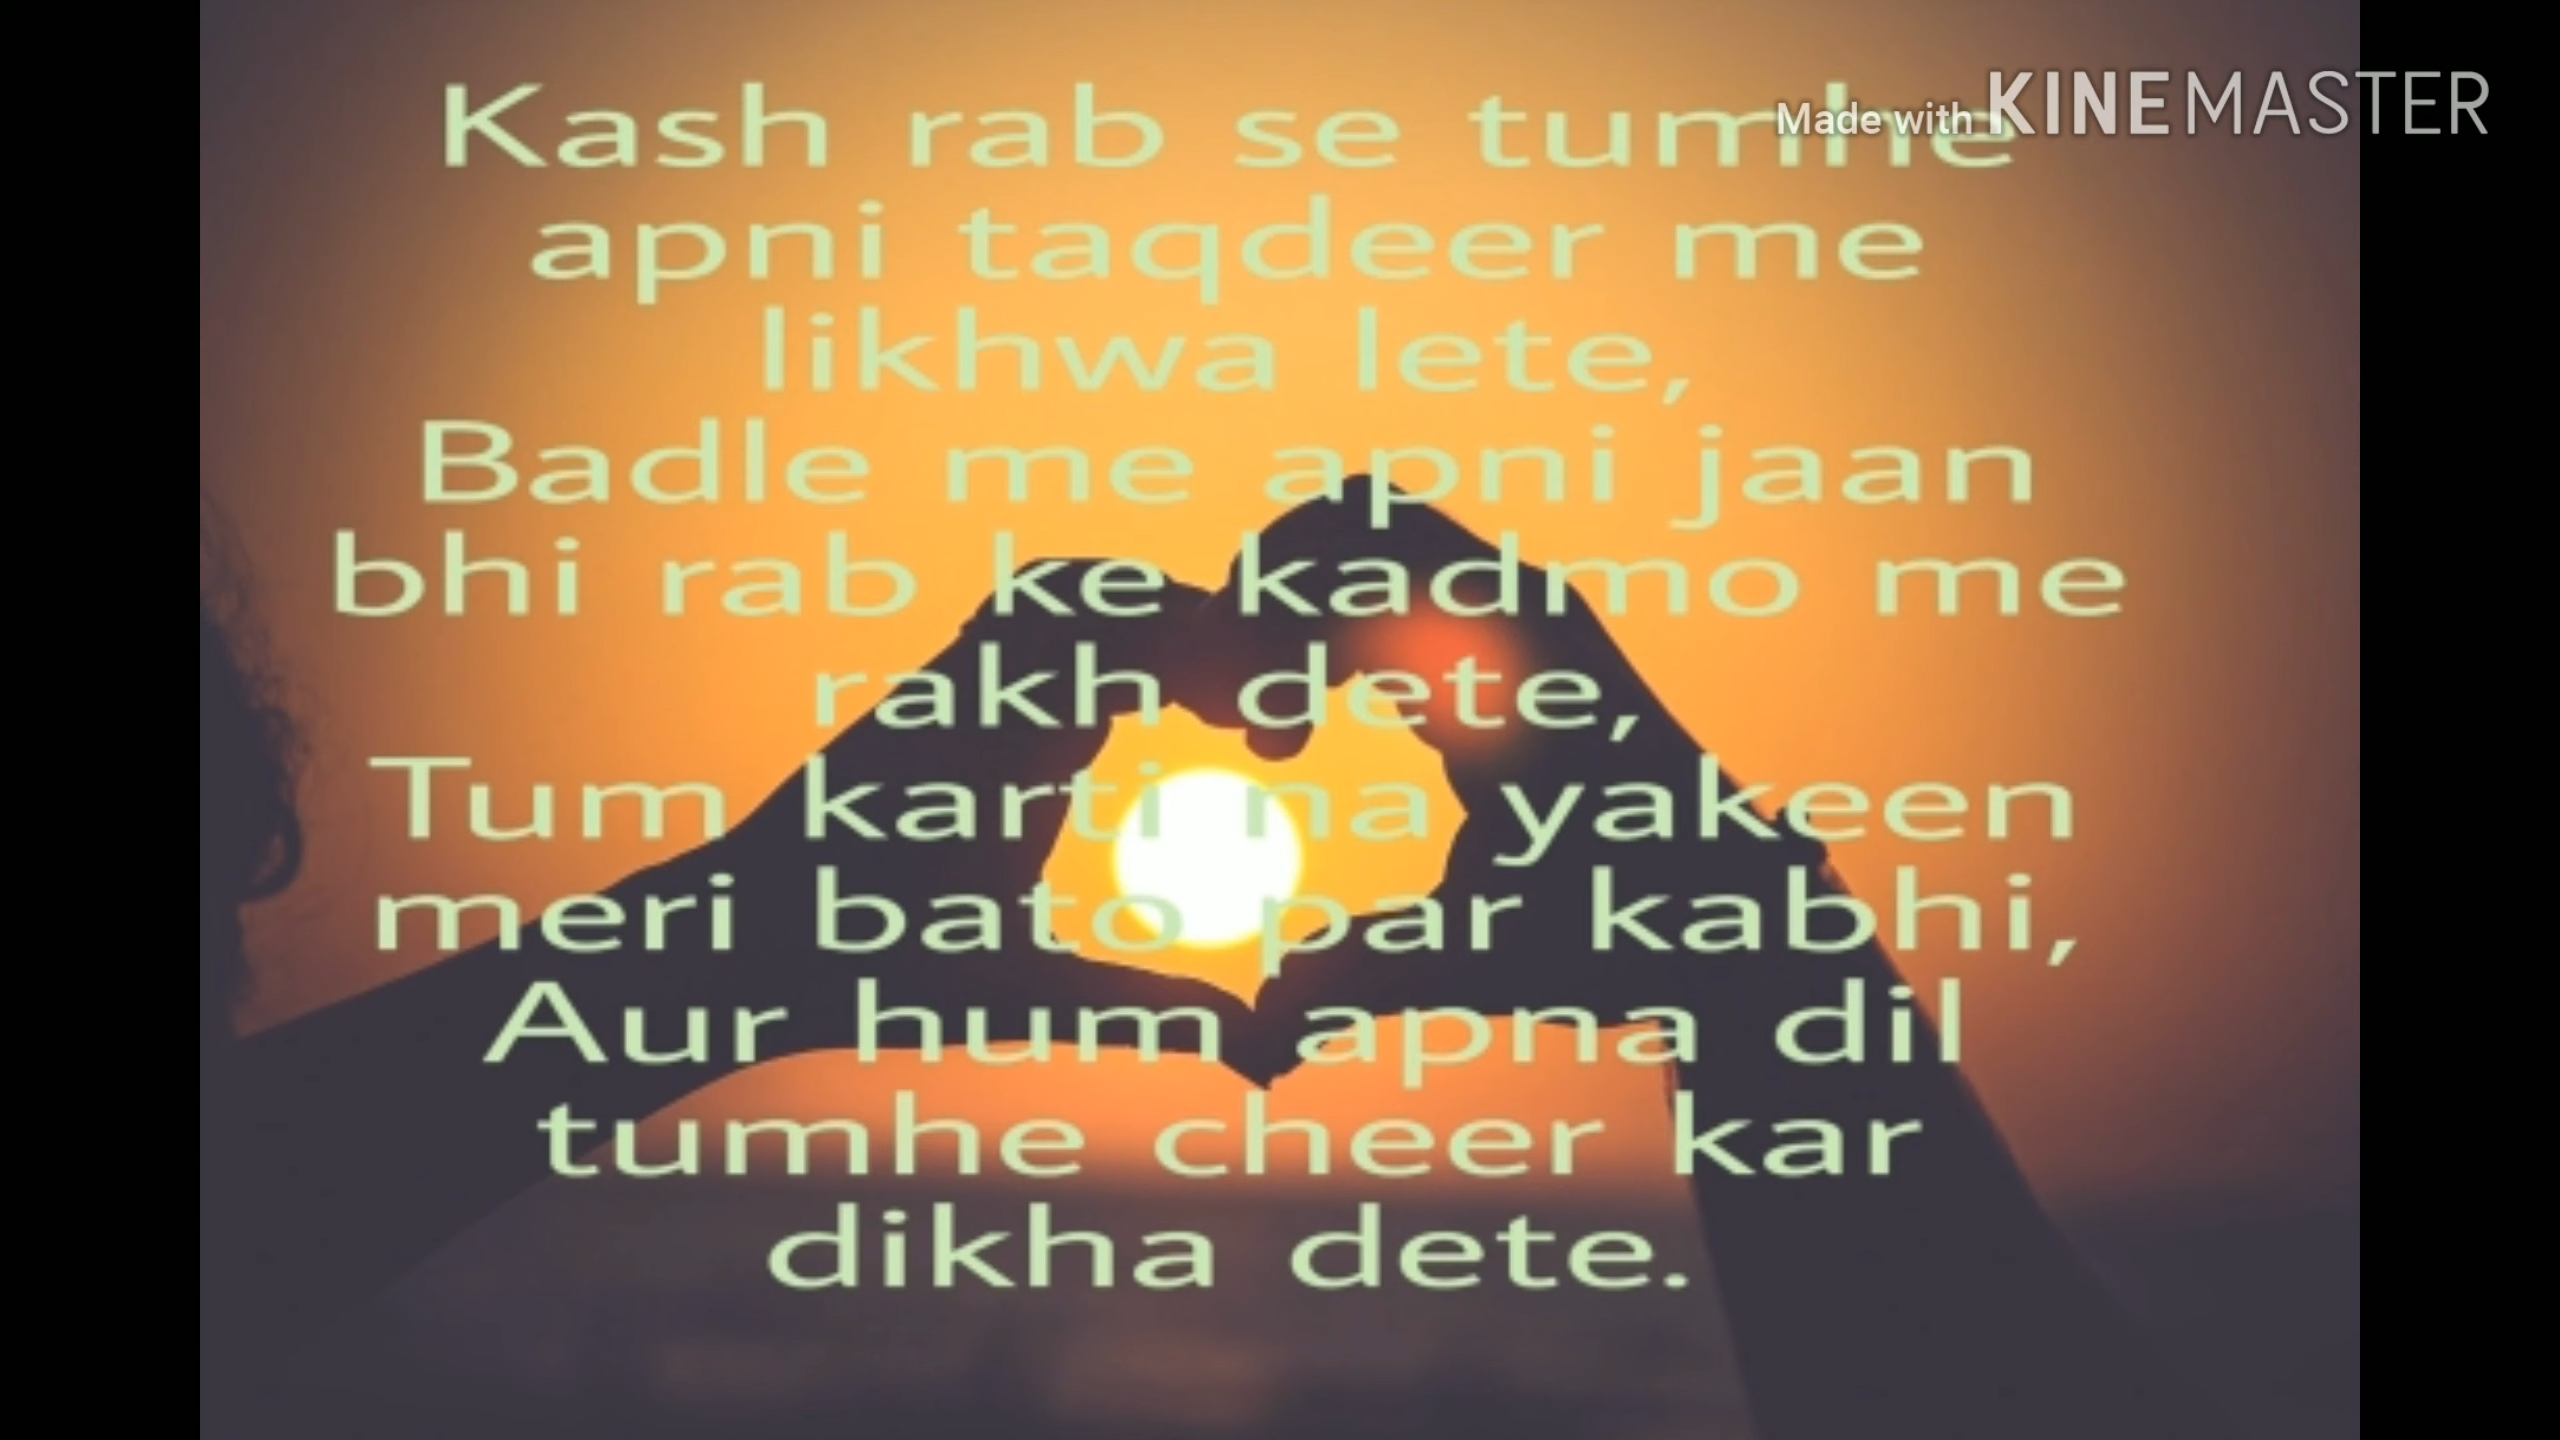 Made with KINEMASTER
Kash rab se tumhe
apni taqdeer me
likhwa lete,
Badle me apni jaan
bhi rab ke kadmo me
rakh dete,
Tum karti na yakeen
meri bato par kabhi,
Aur hum apna dil
tumhe cheer kar
dikha dete.